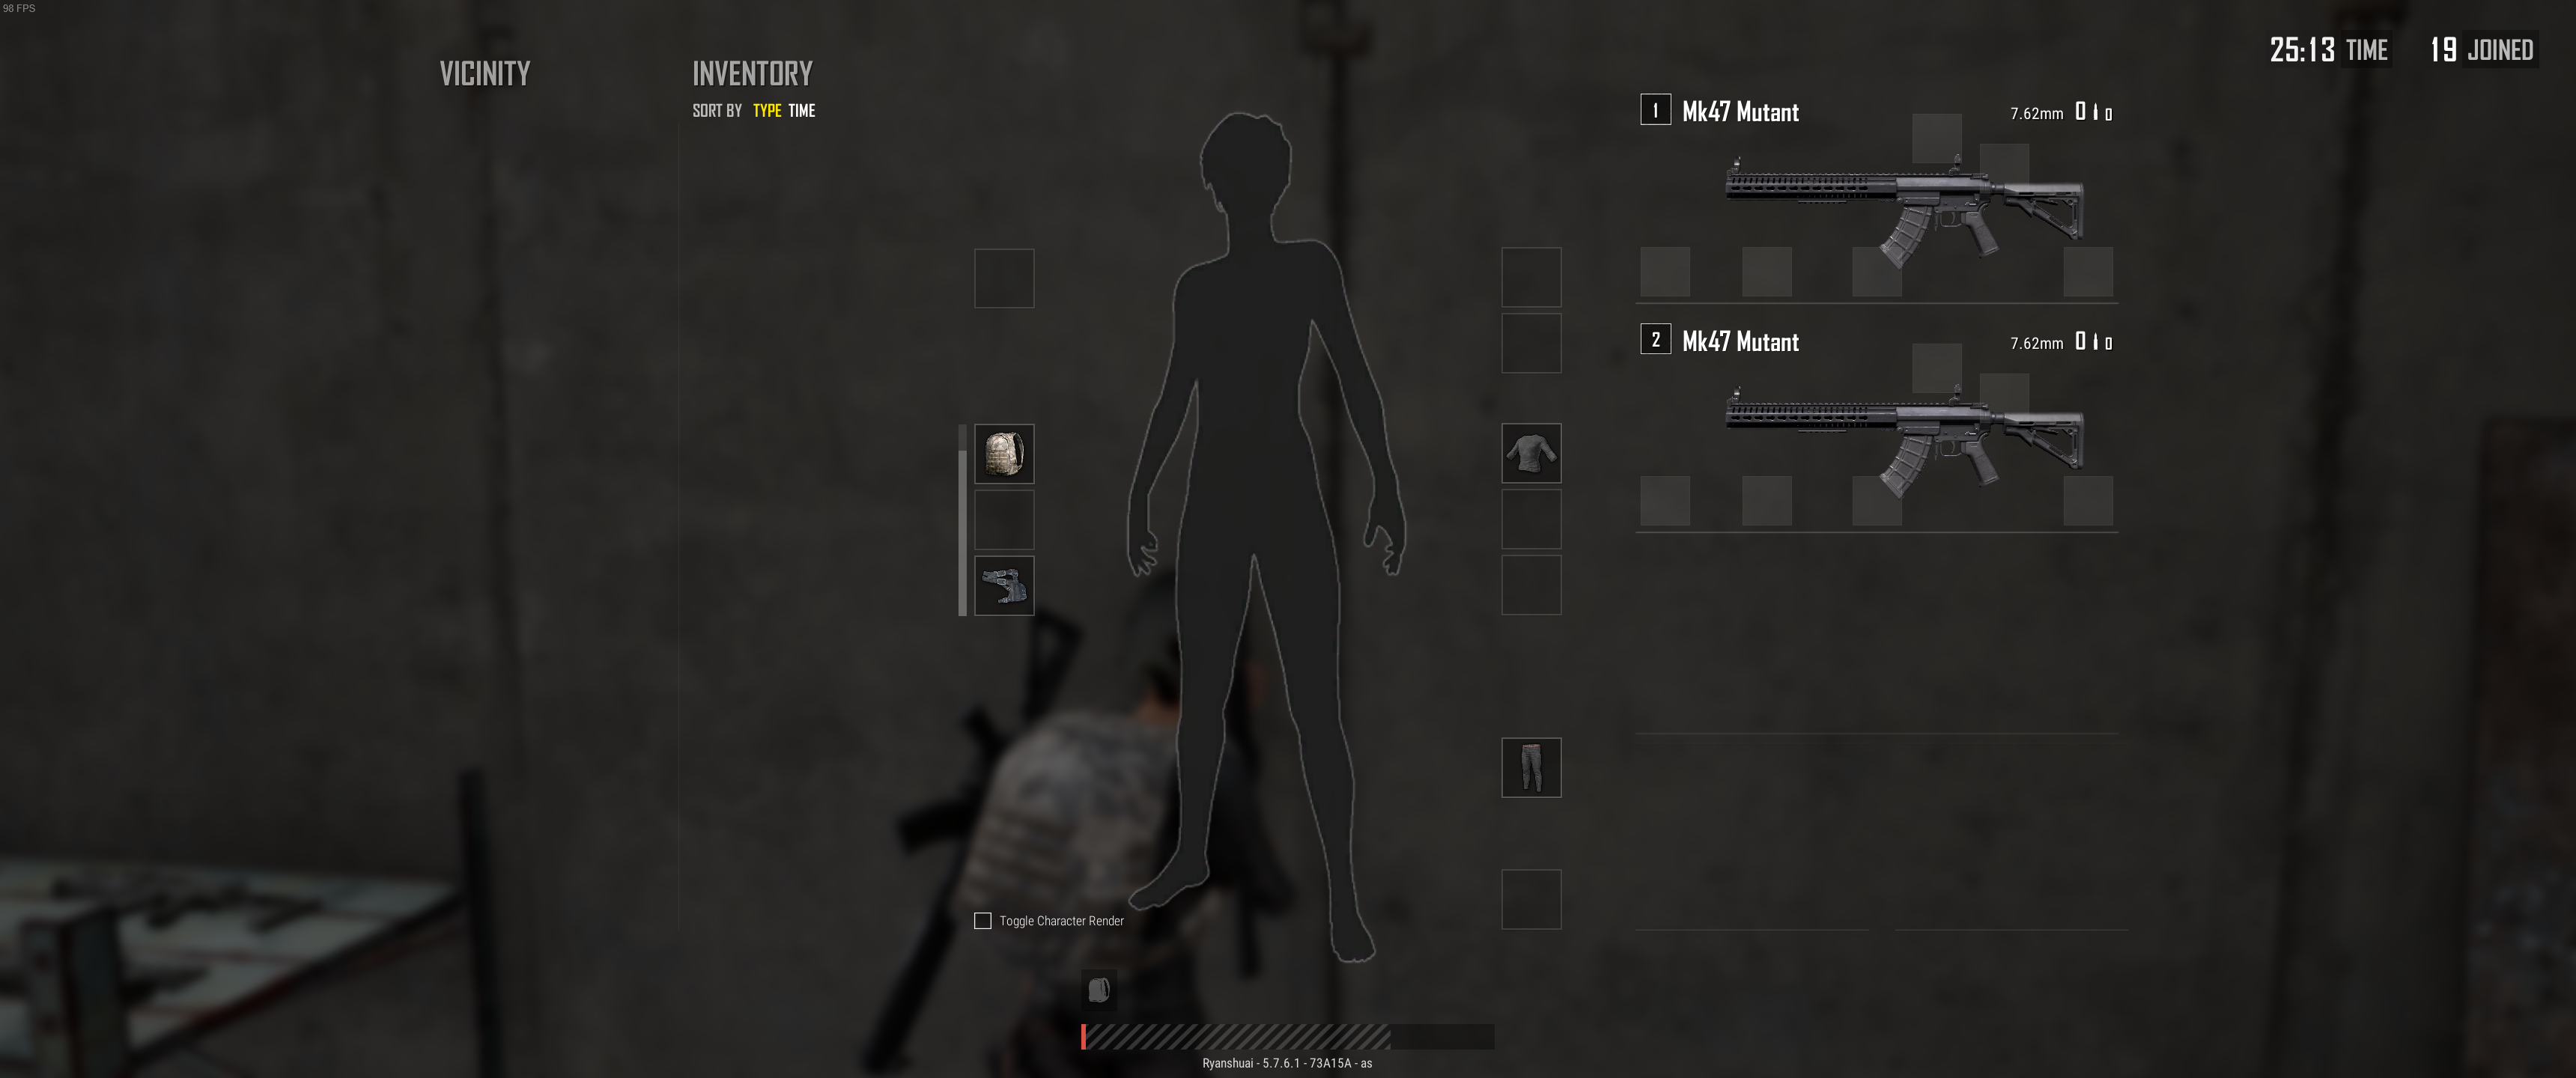 98 FPS
25:13 TIME 19 JOINED
VICINITY
INVENTORY
SORT BY TYPE TIME
1 Mk47 Mutant 7.62mm 0 0
2 Mk47 Mutant 7.62mm 0 0
Toggle Character Render
Ryanshuai - 5.7.6.1 - 73A15A - as